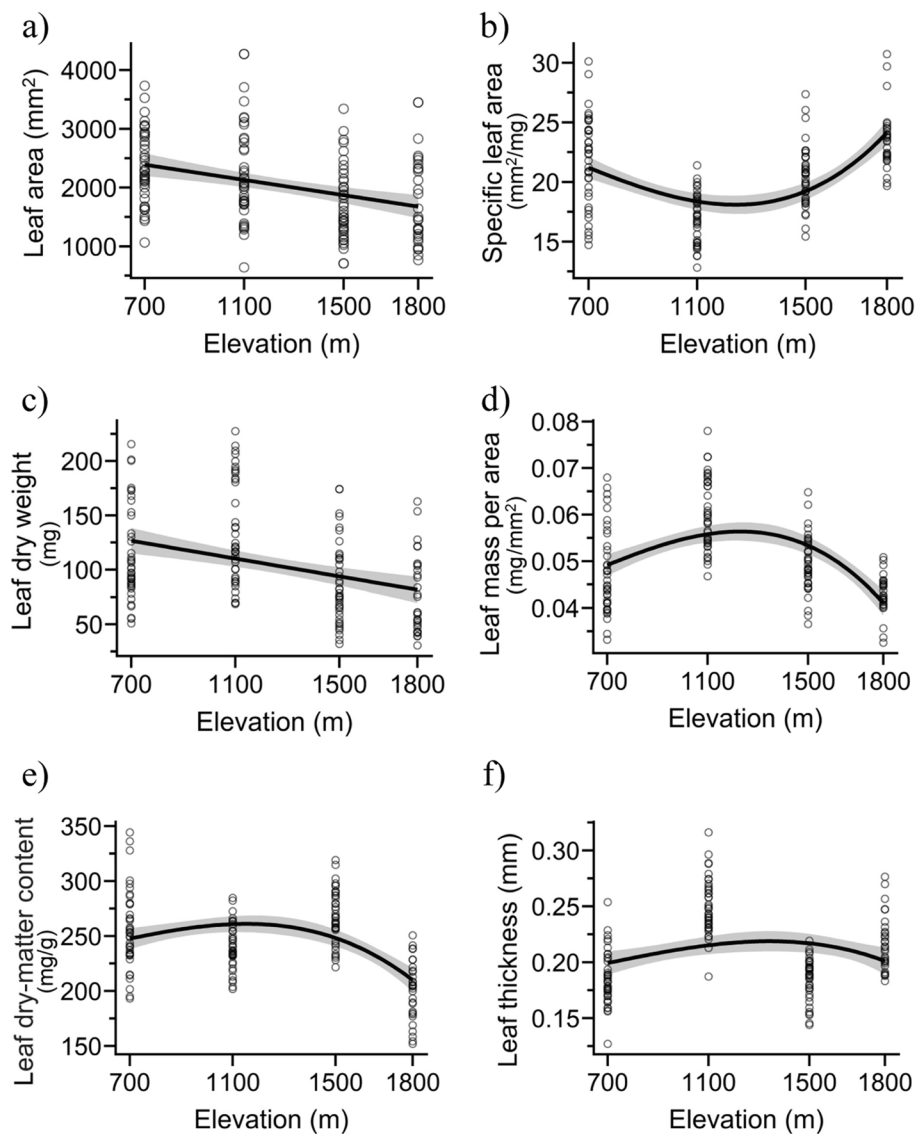 a)
Leaf area (mm²)
4000
3000
2000
1000
700 1100 1500 1800
Elevation (m)
b)
Specific leaf area
(mm²/mg)
30
25
20
15
700 1100 1500 1800
Elevation (m)
c)
Leaf dry weight
(mg)
200
150
100
50
700 1100 1500 1800
Elevation (m)
d)
Leaf mass per area
(mg/mm²)
0.08
0.07
0.06
0.05
0.04
700 1100 1500 1800
Elevation (m)
e)
Leaf dry-matter content
(mg/g)
350
300
250
200
150
700 1100 1500 1800
Elevation (m)
f)
Leaf thickness (mm)
0.30
0.25
0.20
0.15
700 1100 1500 1800
Elevation (m)